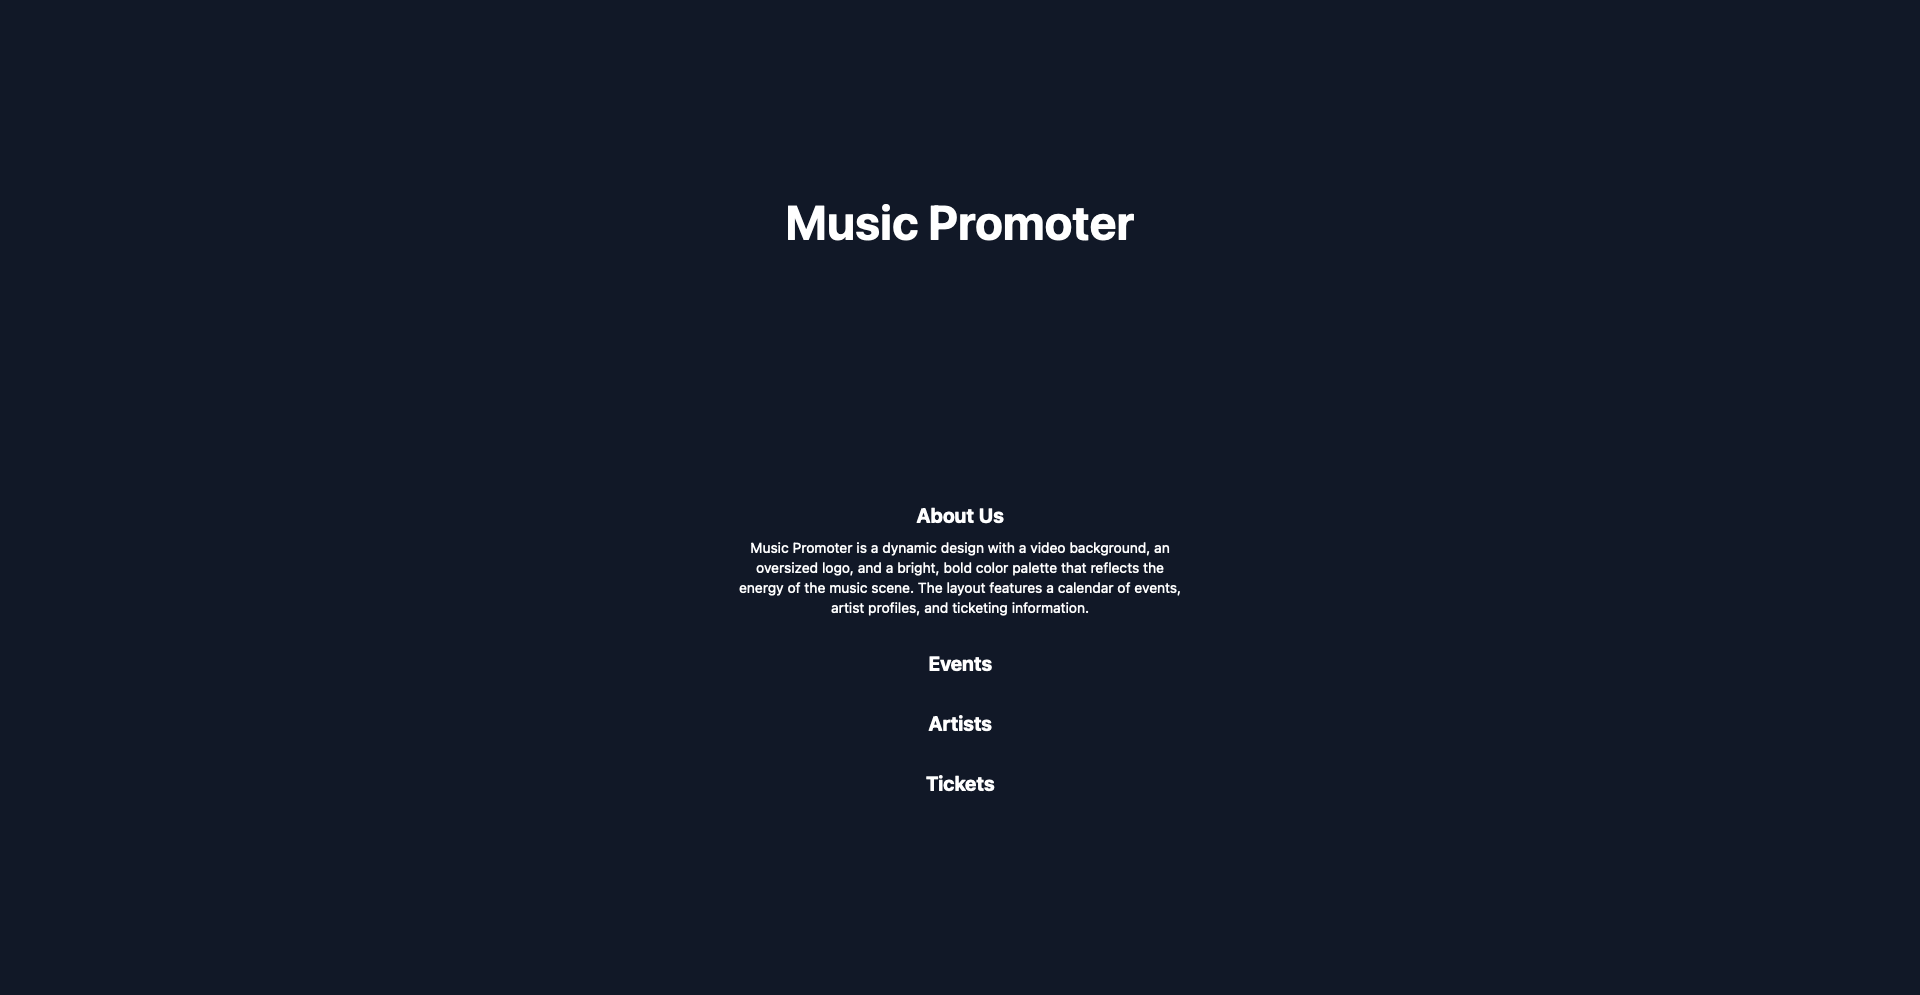 Music Promoter
About Us
Music Promoter is a dynamic design with a video background, an
oversized logo, and a bright, bold color palette that reflects the
energy of the music scene. The layout features a calendar of events,
artist profiles, and ticketing information.
Events
Artists
Tickets